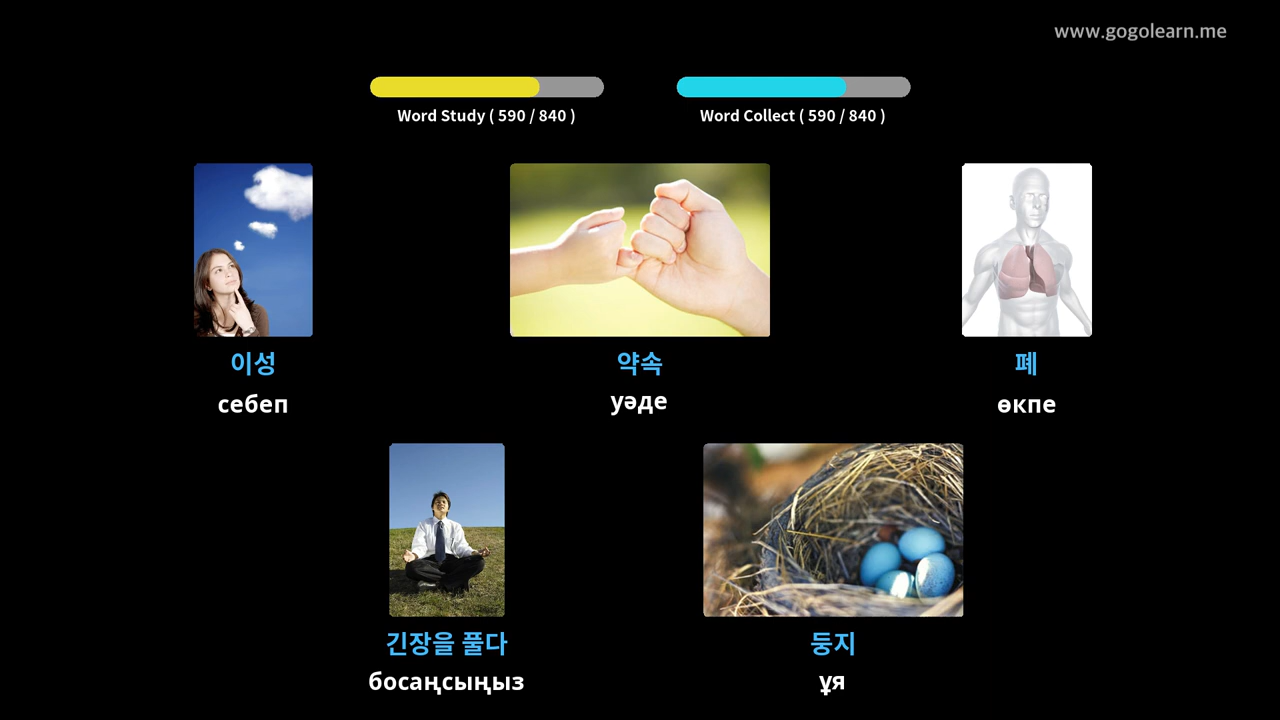 www.gogolearn.me
Word Study ( 590 / 840 )
Word Collect ( 590 / 840 )
이성
себеп
약속
уәде
폐
өкпе
긴장을 풀다
босаңсыңыз
둥지
ұя